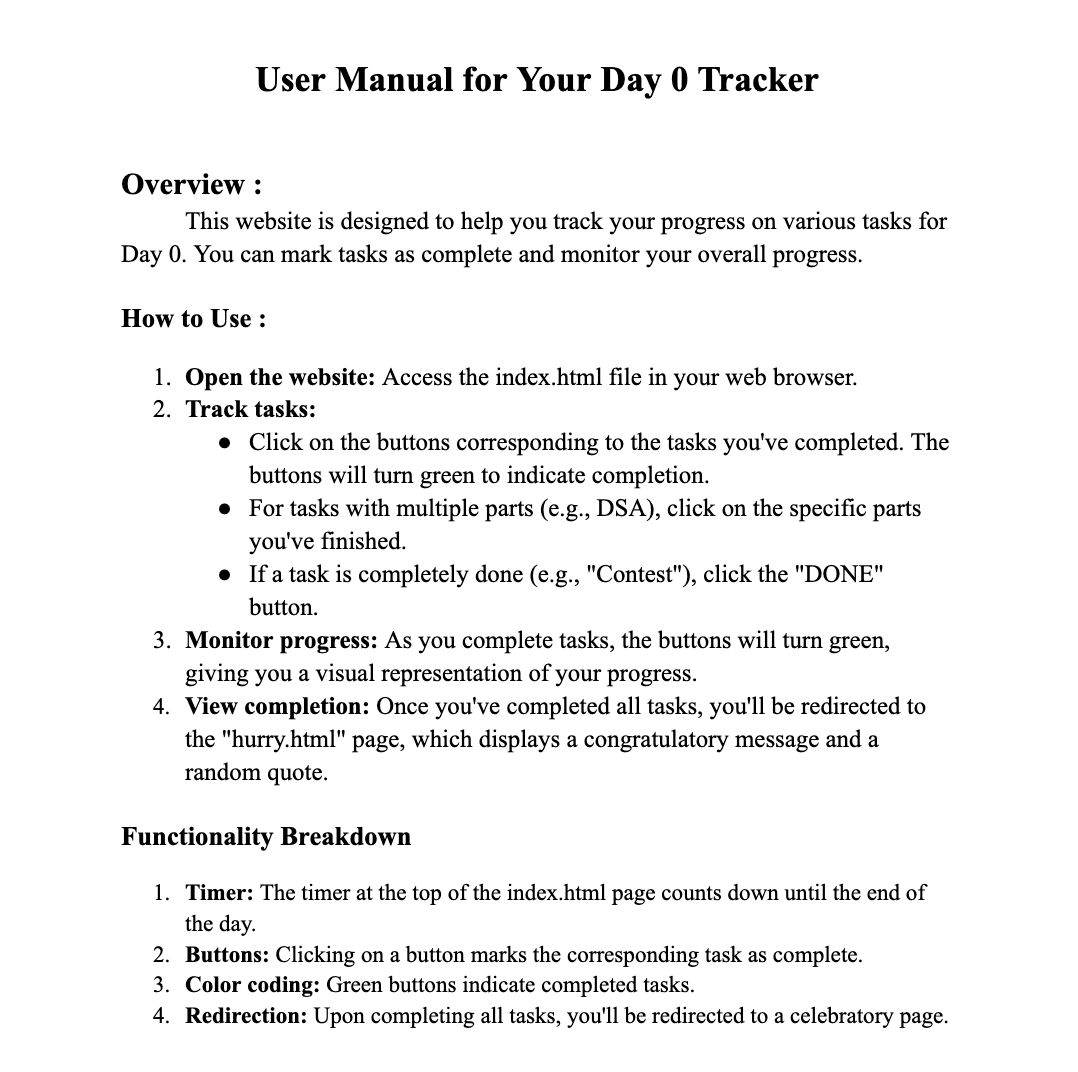 User Manual for Your Day 0 Tracker
Overview :
This website is designed to help you track your progress on various tasks for
Day 0. You can mark tasks as complete and monitor your overall progress.
How to Use :
1. Open the website: Access the index.html file in your web browser.
2. Track tasks:
● Click on the buttons corresponding to the tasks you've completed. The
buttons will turn green to indicate completion.
● For tasks with multiple parts (e.g., DSA), click on the specific parts
you've finished.
● If a task is completely done (e.g., "Contest"), click the "DONE"
button.
3. Monitor progress: As you complete tasks, the buttons will turn green,
giving you a visual representation of your progress.
4. View completion: Once you've completed all tasks, you'll be redirected to
the "hurry.html" page, which displays a congratulatory message and a
random quote.
Functionality Breakdown
1. Timer: The timer at the top of the index.html page counts down until the end of
the day.
2. Buttons: Clicking on a button marks the corresponding task as complete.
3. Color coding: Green buttons indicate completed tasks.
4. Redirection: Upon completing all tasks, you'll be redirected to a celebratory page.